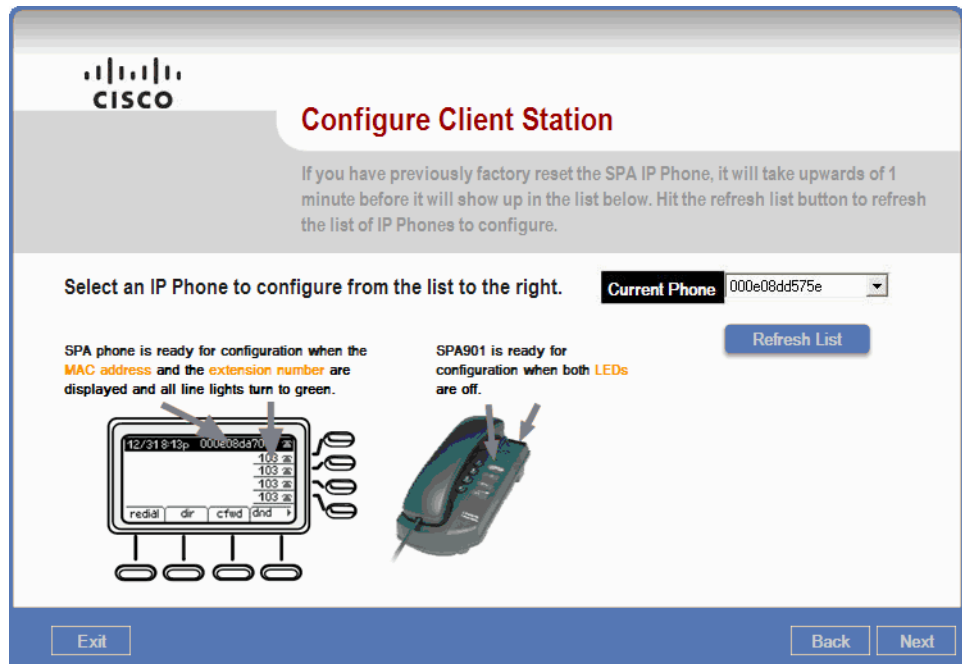 CISCO
Configure Client Station
If you have previously factory reset the SPA IP Phone, it will take upwards of 1
minute before it will show up in the list below. Hit the refresh list button to refresh
the list of IP Phones to configure.
Select an IP Phone to configure from the list to the right.
Current Phone
000e08dd575e
Refresh List
SPA phone is ready for configuration when the
MAC address and the extension number are
displayed and all line lights turn to green.
SPA901 is ready for
configuration when both LEDs
are off.
12/31 8:13p
103
103
103
103
redial dir cfwd dnd
Exit
Back
Next